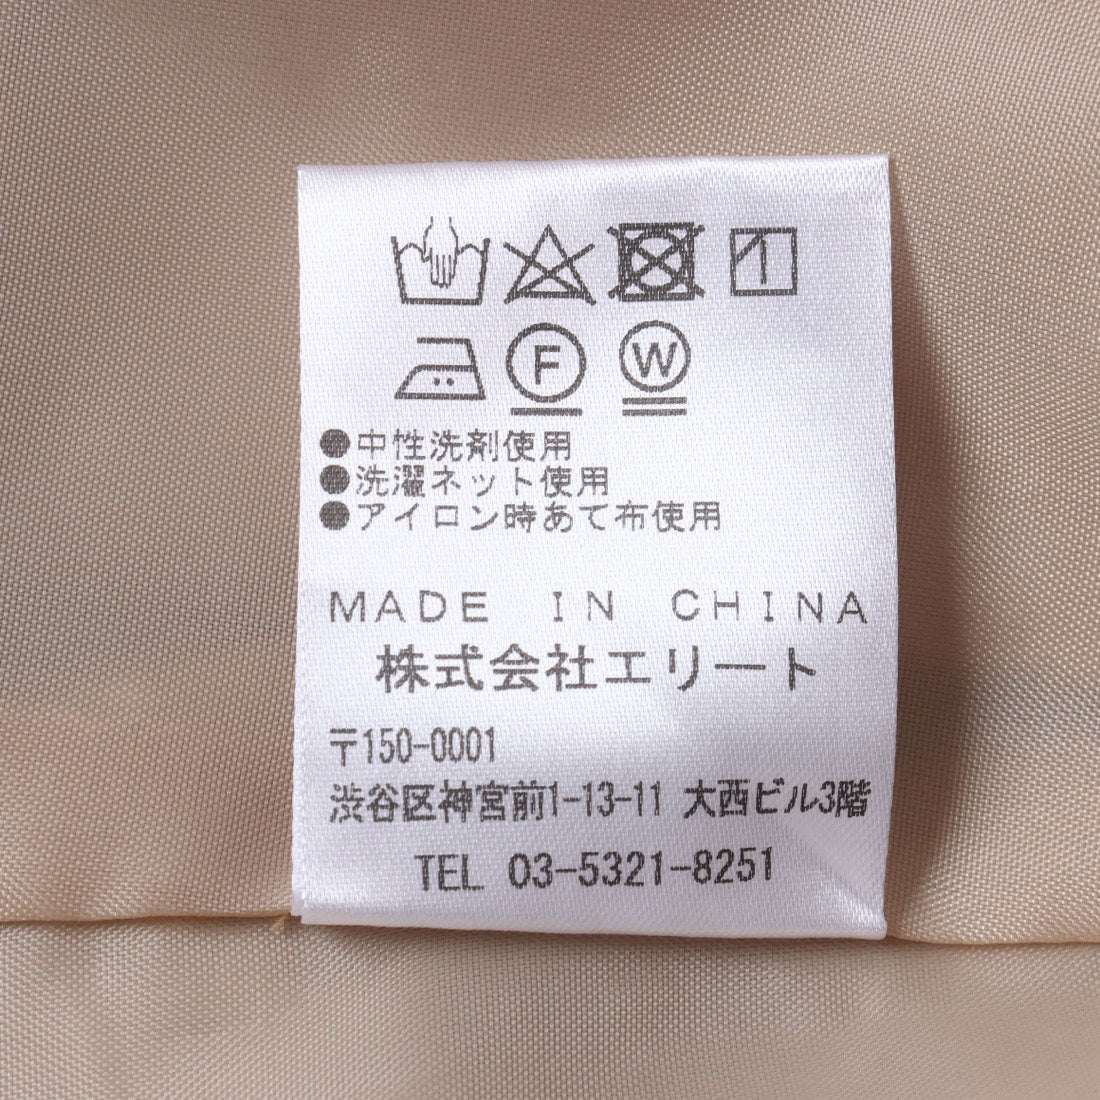 F W
●中性洗剤使用
●洗濯ネット使用
●アイロン時あて布使用
MADE IN CHINA
株式会社エリート
〒150-0001
渋谷区神宮前1-13-11 大西ビル3階
TEL 03-5321-8251